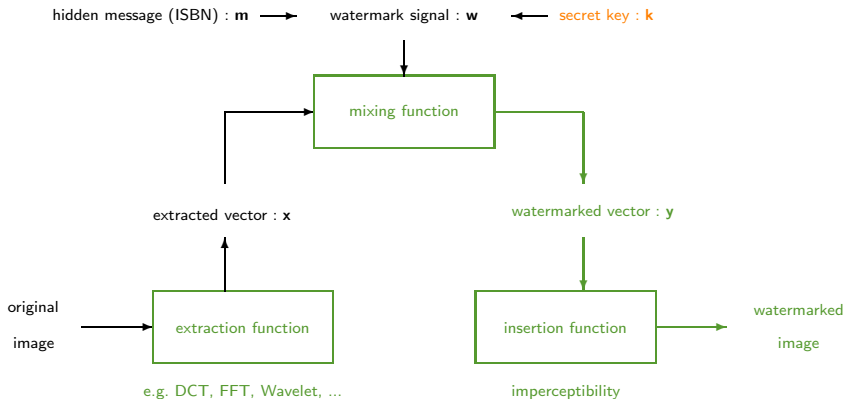 hidden message (ISBN) : m
watermark signal : w
secret key : k
mixing function
extracted vector : x
watermarked vector : y
original
image
extraction function
insertion function
watermarked
image
e.g. DCT, FFT, Wavelet, ...
imperceptibility